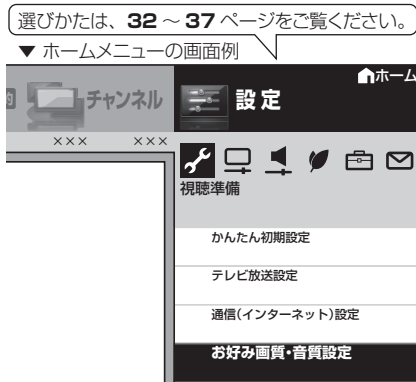 選びかたは、32 ～ 37 ページをご覧ください。
▼ ホームメニューの画面例
ホーム
チャンネル
設定
××× ×××
視聴準備
かんたん初期設定
テレビ放送設定
通信(インターネット)設定
お好み画質・音質設定